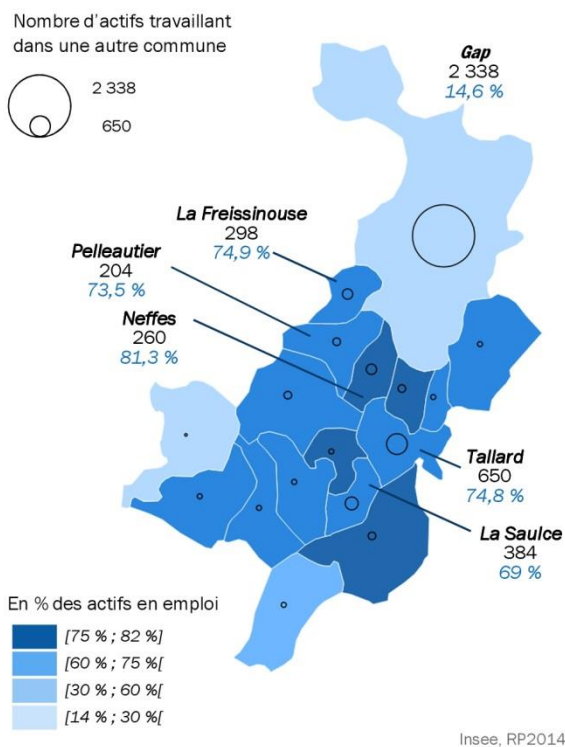 Nombre d'actifs travaillant
dans une autre commune
2 338
650
Gap
2 338
14,6 %
La Freissinouse
298
74,9 %
Pelleautier
204
73,5 %
Neffes
260
81,3 %
Tallard
650
74,8 %
La Saulce
384
69 %
En % des actifs en emploi
[75 % ; 82 %]
[60 % ; 75 %[
[30 % ; 60 %[
[14 % ; 30 %[
Insee, RP2014